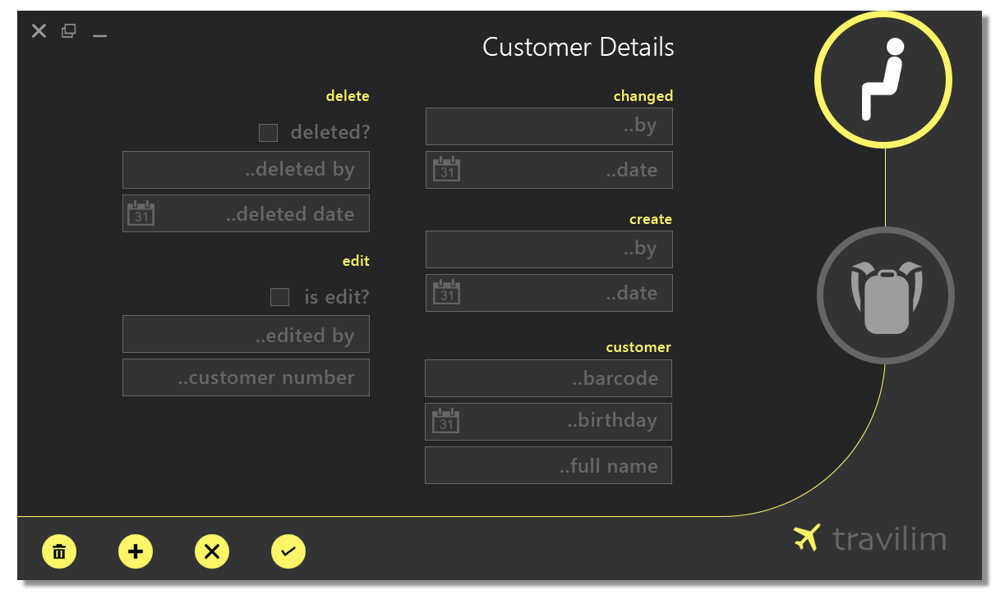 Customer Details
delete
deleted?
..deleted by
31
..deleted date
edit
is edit?
..edited by
..customer number
changed
..by
31
..date
create
..by
31
..date
customer
..barcode
31
..birthday
..full name
travilim